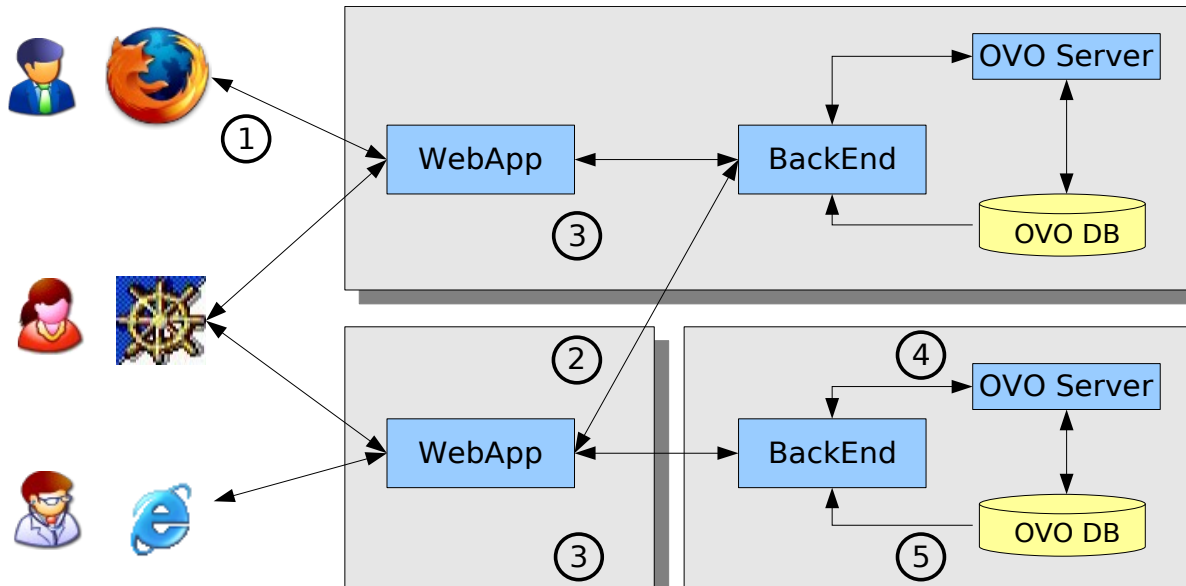 OVO Server
1
WebApp
BackEnd
3
OVO DB
2
4
OVO Server
WebApp
BackEnd
OVO DB
3
5